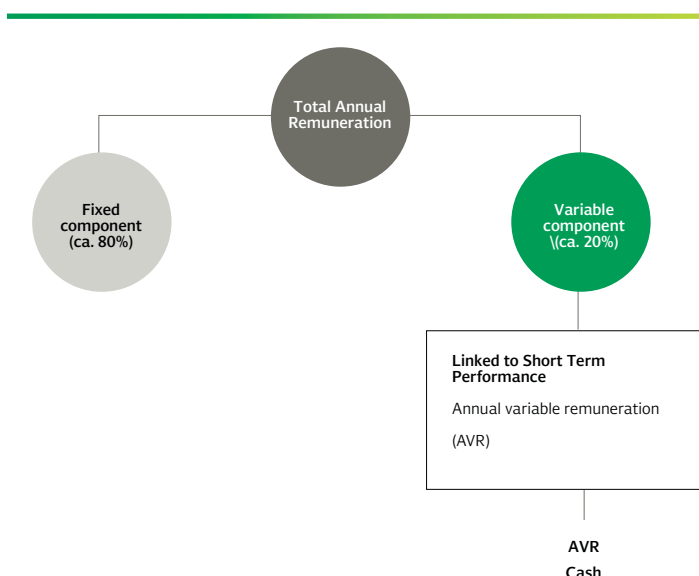 Total Annual
Remuneration
Fixed
component
(ca. 80%)
Variable
component
\((ca. 20%)
Linked to Short Term
Performance
Annual variable remuneration
(AVR)
AVR
Cash